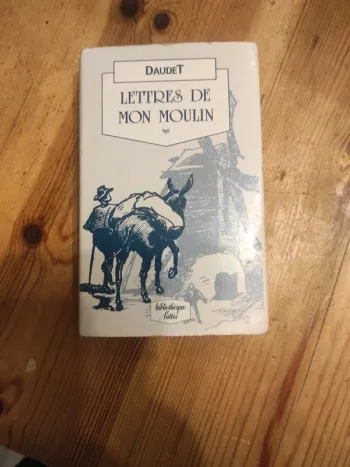 DAUDET
LETTRES DE
MON MOULIN
bibliothèque
Lattès